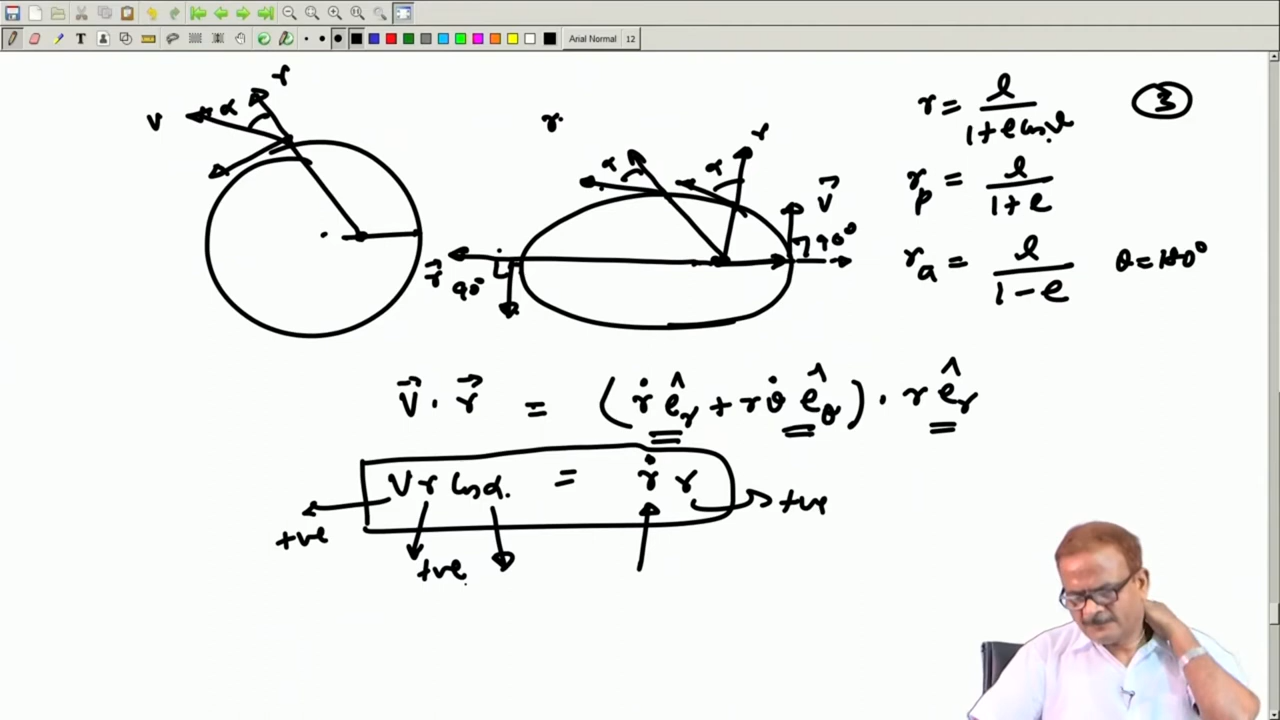 Arial Normal 12
r
V α
r = l / (1 + e cos θ) ③
r
r
α α
V⃗
r_p = l / (1 + e)
90°
r⃗ 90°
r_a = l / (1 - e) θ = 180°
V⃗ · r⃗ = (ṙ ê_r + r θ̇ ê_θ) · r ê_r
V r cos α. = ṙ r
+ve
+ve
+ve